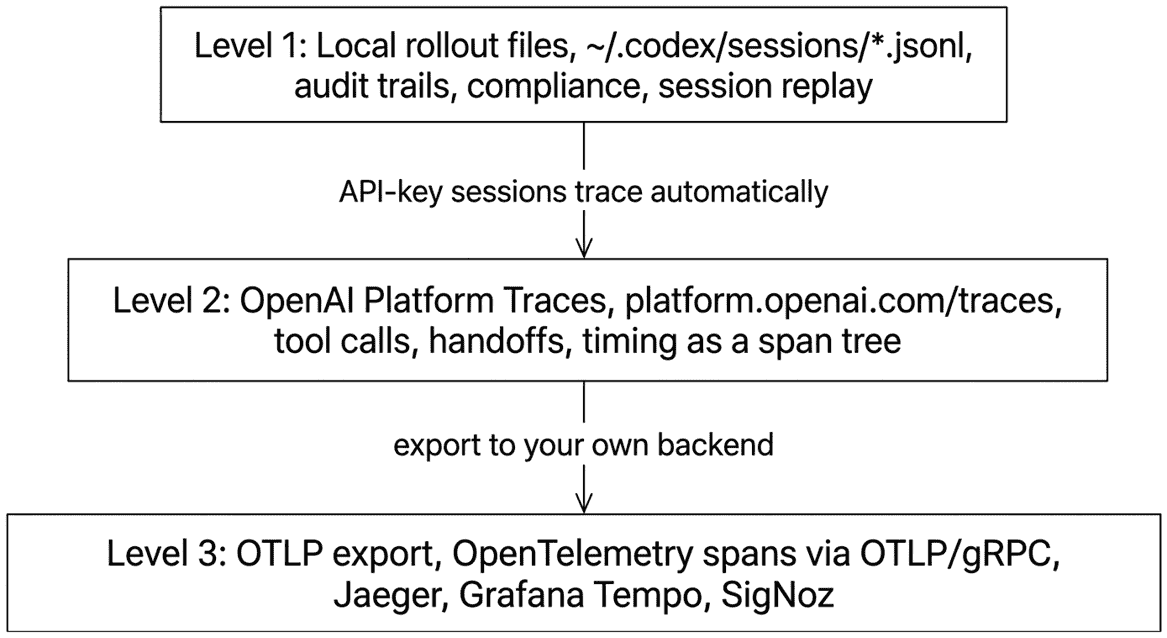 Level 1: Local rollout files, ~/.codex/sessions/*.jsonl,
audit trails, compliance, session replay
API-key sessions trace automatically
Level 2: OpenAI Platform Traces, platform.openai.com/traces,
tool calls, handoffs, timing as a span tree
export to your own backend
Level 3: OTLP export, OpenTelemetry spans via OTLP/gRPC,
Jaeger, Grafana Tempo, SigNoz